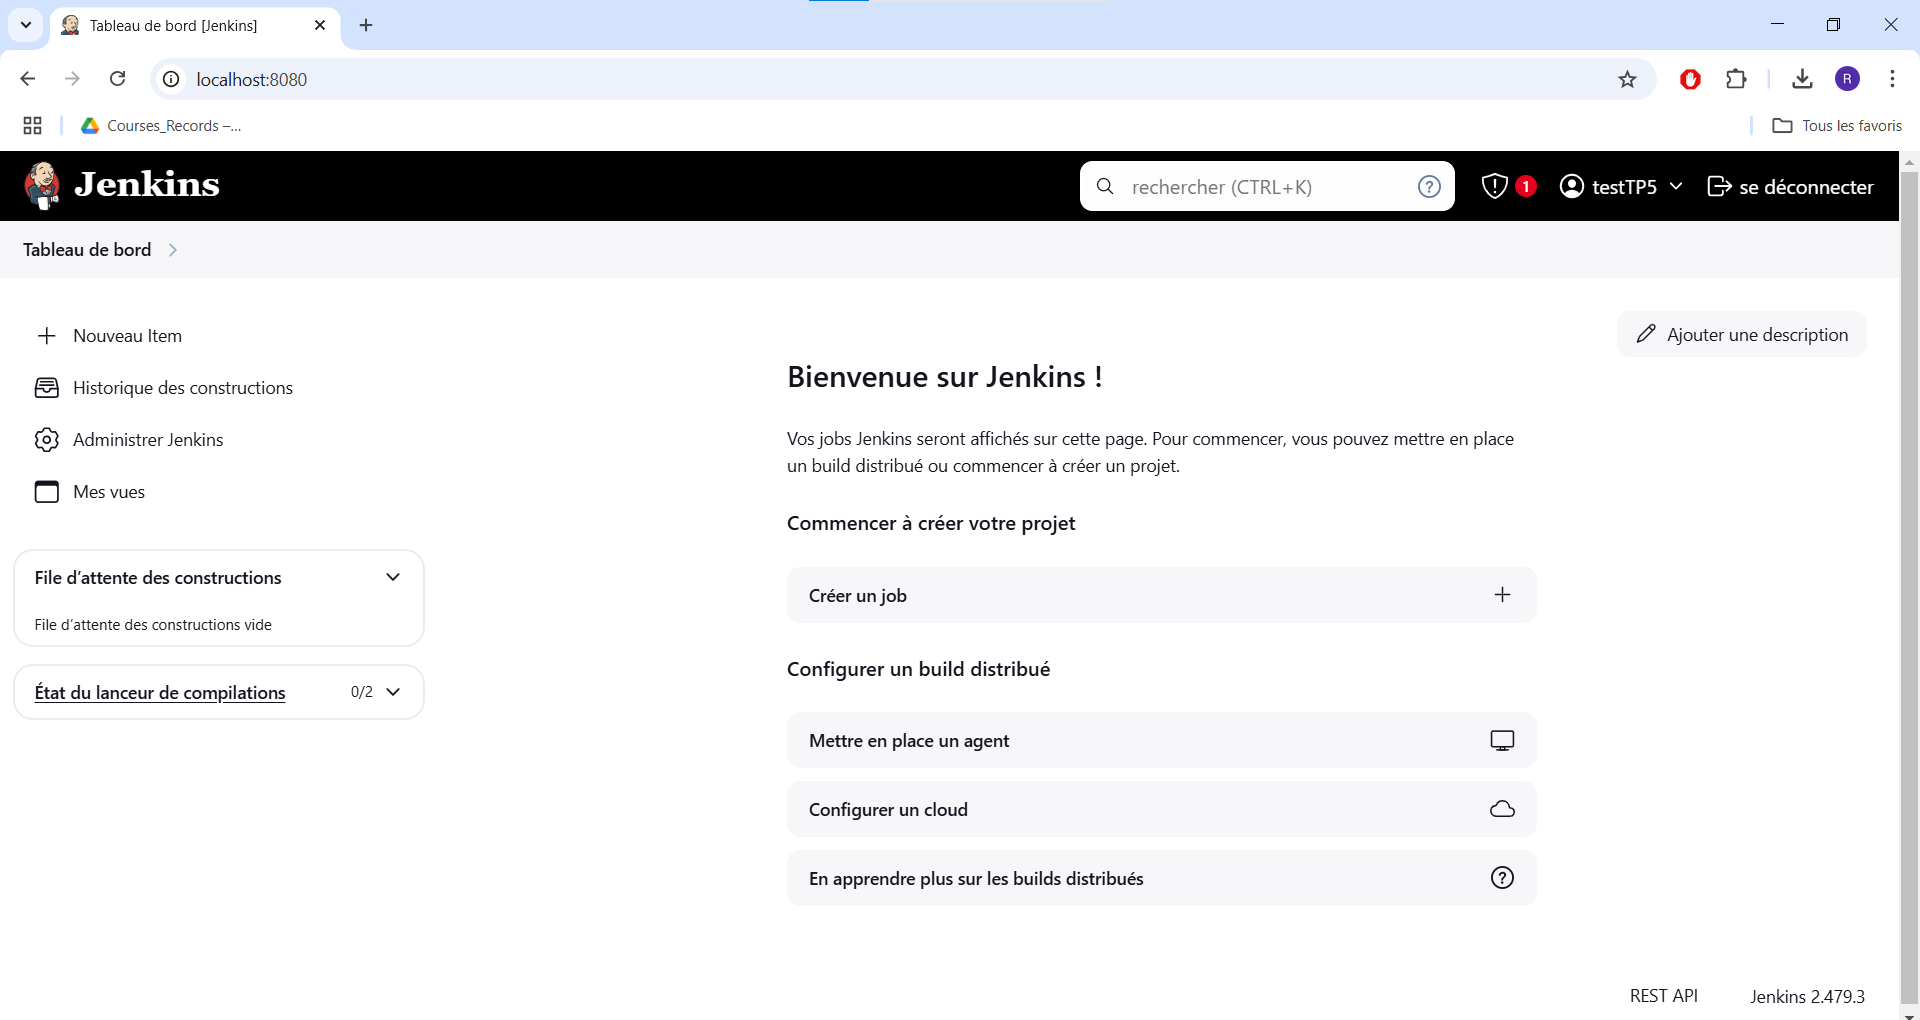 Tableau de bord [Jenkins]
localhost:8080
R
Courses_Records –...
Tous les favoris
Jenkins
rechercher (CTRL+K)
1
testTP5
se déconnecter
Tableau de bord
Nouveau Item
Historique des constructions
Administrer Jenkins
Mes vues
File d’attente des constructions
File d’attente des constructions vide
État du lanceur de compilations
0/2
Ajouter une description
Bienvenue sur Jenkins !
Vos jobs Jenkins seront affichés sur cette page. Pour commencer, vous pouvez mettre en place
un build distribué ou commencer à créer un projet.
Commencer à créer votre projet
Créer un job
Configurer un build distribué
Mettre en place un agent
Configurer un cloud
En apprendre plus sur les builds distribués
REST API
Jenkins 2.479.3